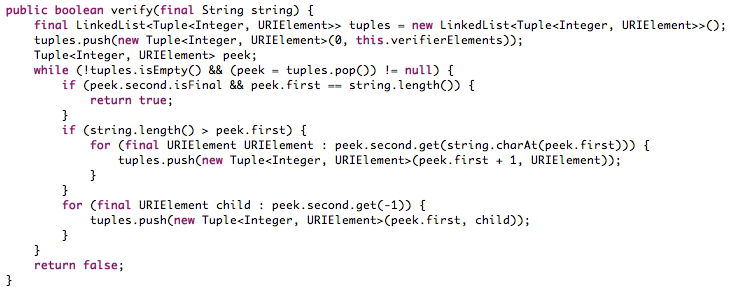 public boolean verify(final String string) {
final LinkedList<Tuple<Integer, URIElement>> tuples = new LinkedList<Tuple<Integer, URIElement>>();
tuples.push(new Tuple<Integer, URIElement>(0, this.verifierElements));
Tuple<Integer, URIElement> peek;
while (!tuples.isEmpty() && (peek = tuples.pop()) != null) {
if (peek.second.isFinal && peek.first == string.length()) {
return true;
}
if (string.length() > peek.first) {
for (final URIElement URIElement : peek.second.get(string.charAt(peek.first))) {
tuples.push(new Tuple<Integer, URIElement>(peek.first + 1, URIElement));
}
}
for (final URIElement child : peek.second.get(-1)) {
tuples.push(new Tuple<Integer, URIElement>(peek.first, child));
}
}
return false;
}